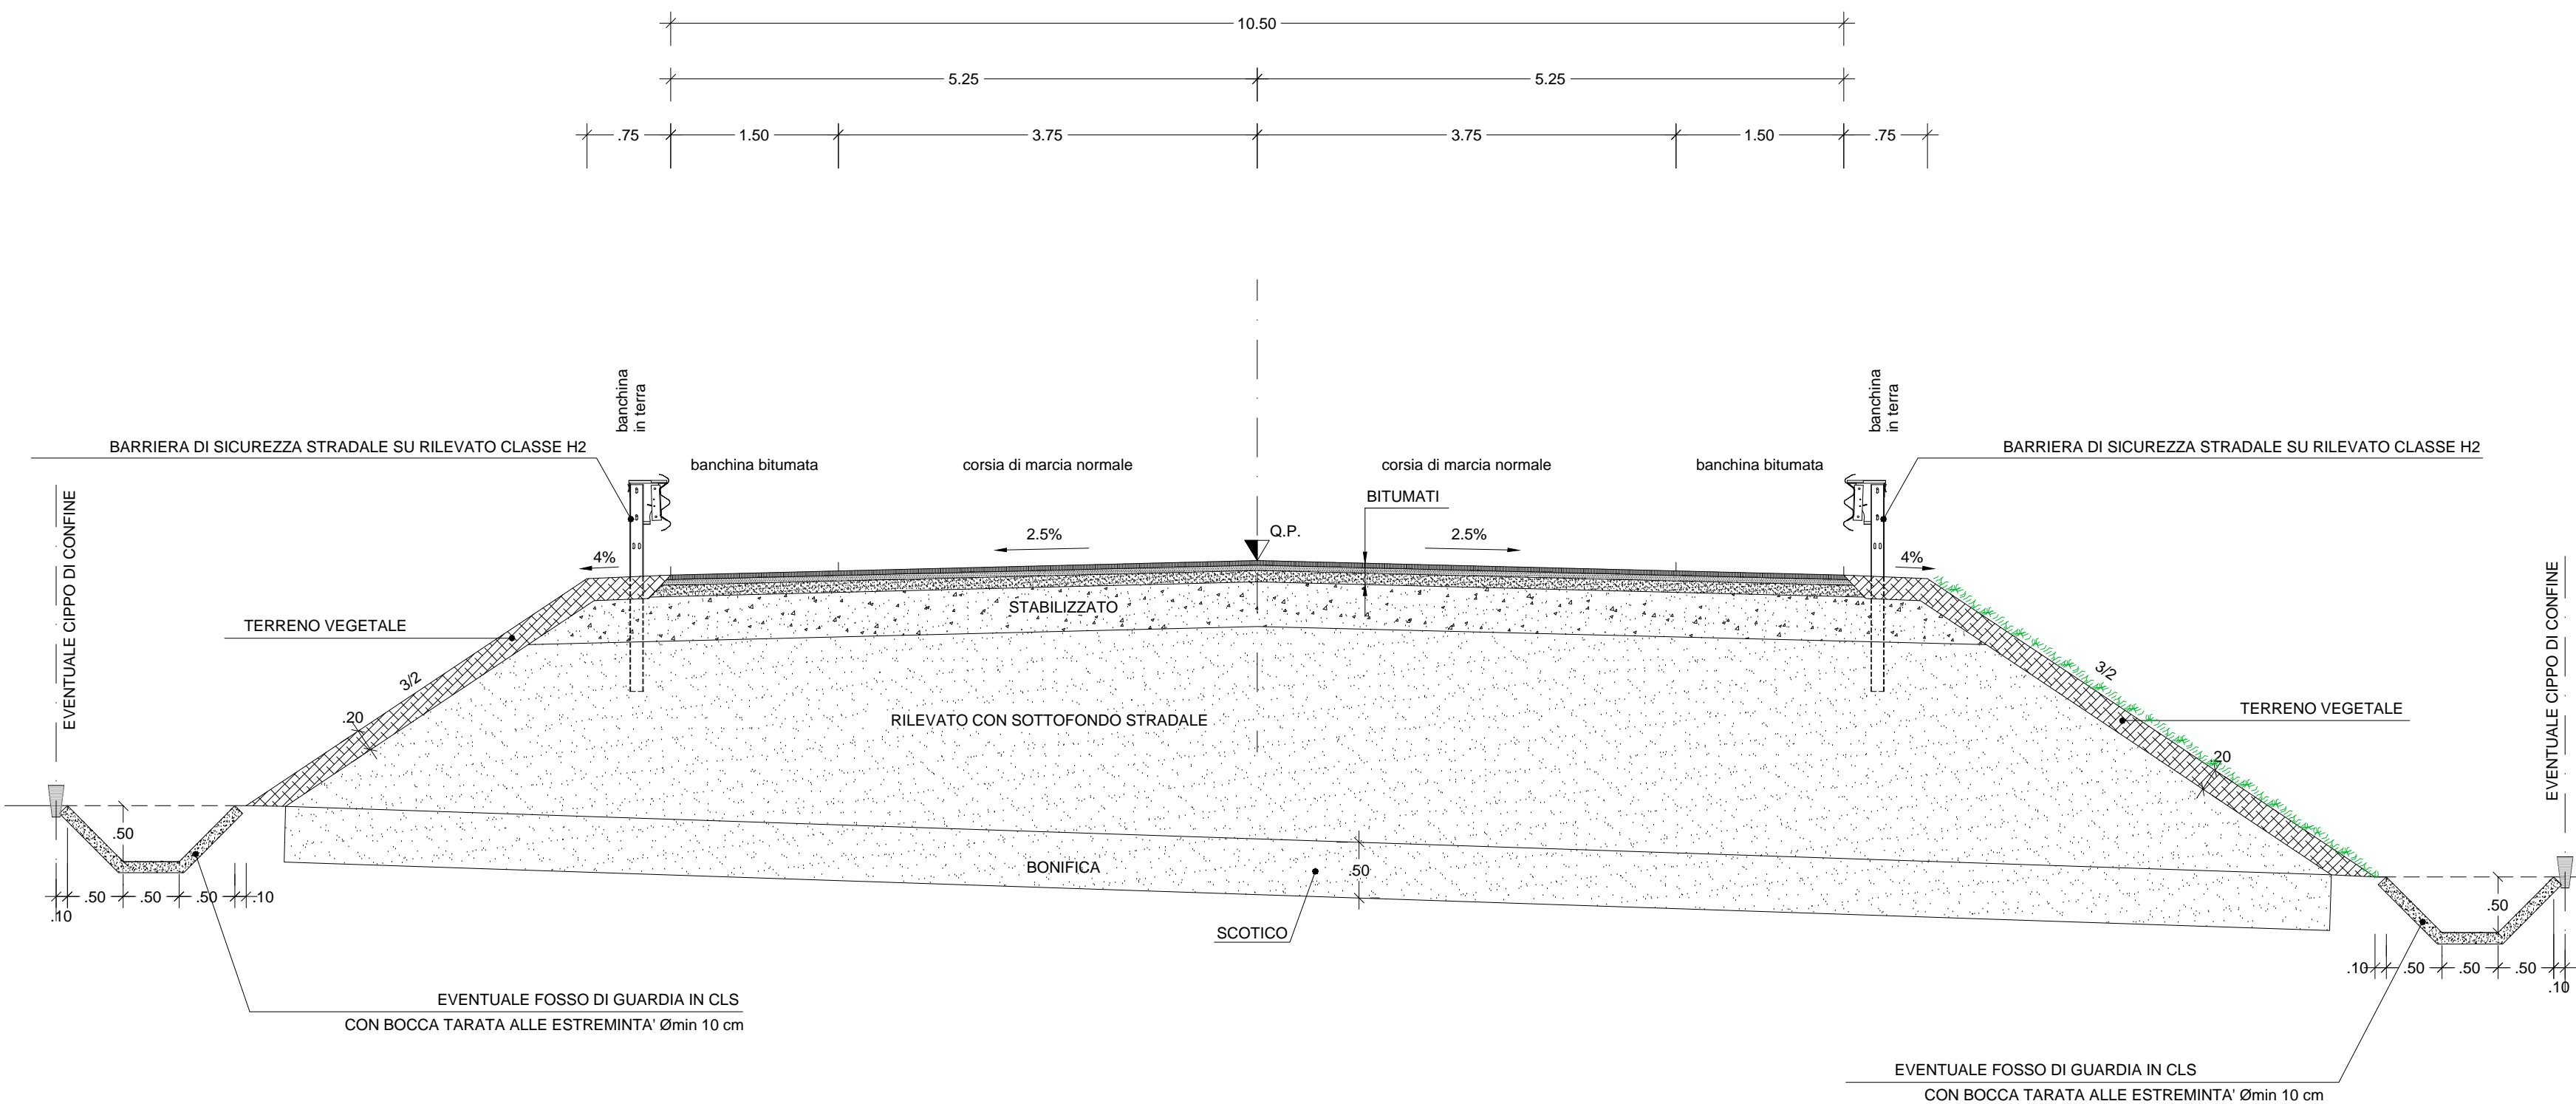 10.50
5.25 5.25
.75 1.50 3.75 3.75 1.50 .75
banchina
in terra
banchina
in terra
BARRIERA DI SICUREZZA STRADALE SU RILEVATO CLASSE H2
BARRIERA DI SICUREZZA STRADALE SU RILEVATO CLASSE H2
banchina bitumata
corsia di marcia normale
corsia di marcia normale
banchina bitumata
EVENTUALE CIPPO DI CONFINE
BITUMATI
4%
2.5%
Q.P.
2.5%
4%
EVENTUALE CIPPO DI CONFINE
STABILIZZATO
TERRENO VEGETALE
3/2
3/2
.20
RILEVATO CON SOTTOFONDO STRADALE
TERRENO VEGETALE
.20
.50
BONIFICA
.50
.10 .50 .50 .50 .10
SCOTICO
.50
.10 .50 .50 .50 .10
EVENTUALE FOSSO DI GUARDIA IN CLS
CON BOCCA TARATA ALLE ESTREMINTA' Ømin 10 cm
EVENTUALE FOSSO DI GUARDIA IN CLS
CON BOCCA TARATA ALLE ESTREMINTA' Ømin 10 cm